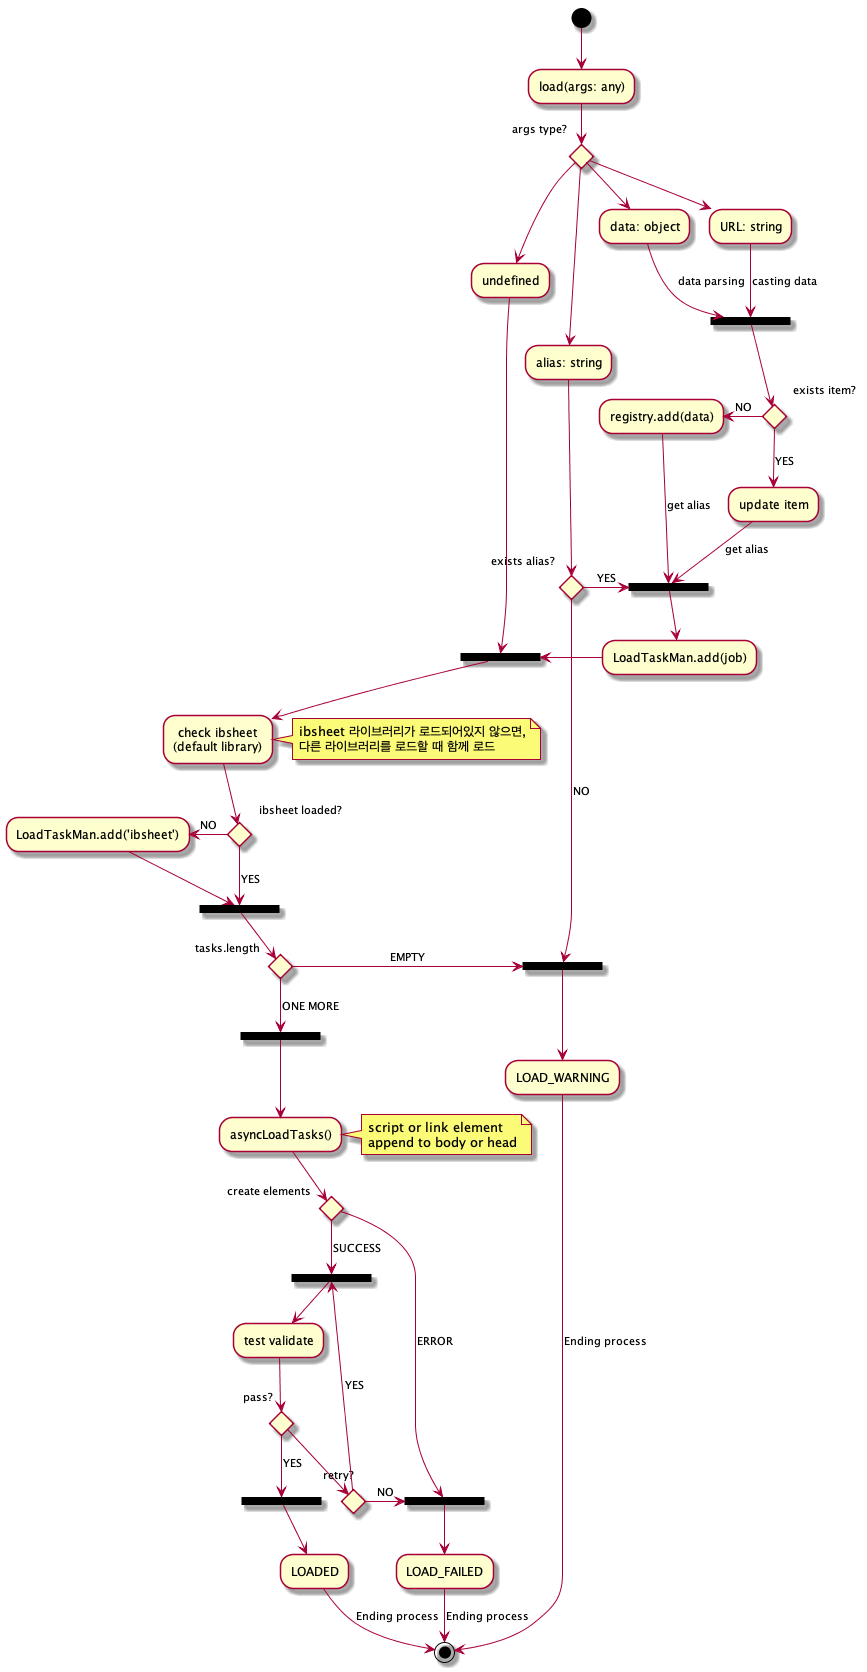 load(args: any)
args type?
data: object
URL: string
undefined
data parsing
casting data
alias: string
exists item?
registry.add(data)
NO
YES
update item
get alias
get alias
exists alias?
YES
LoadTaskMan.add(job)
check ibsheet
(default library)
ibsheet 라이브러리가 로드되어있지 않으면,
다른 라이브러리를 로드할 때 함께 로드
NO
ibsheet loaded?
LoadTaskMan.add('ibsheet')
NO
YES
tasks.length
EMPTY
ONE MORE
LOAD_WARNING
asyncLoadTasks()
script or link element
append to body or head
create elements
SUCCESS
test validate
ERROR
Ending process
YES
pass?
YES
retry?
NO
LOADED
LOAD_FAILED
Ending process
Ending process